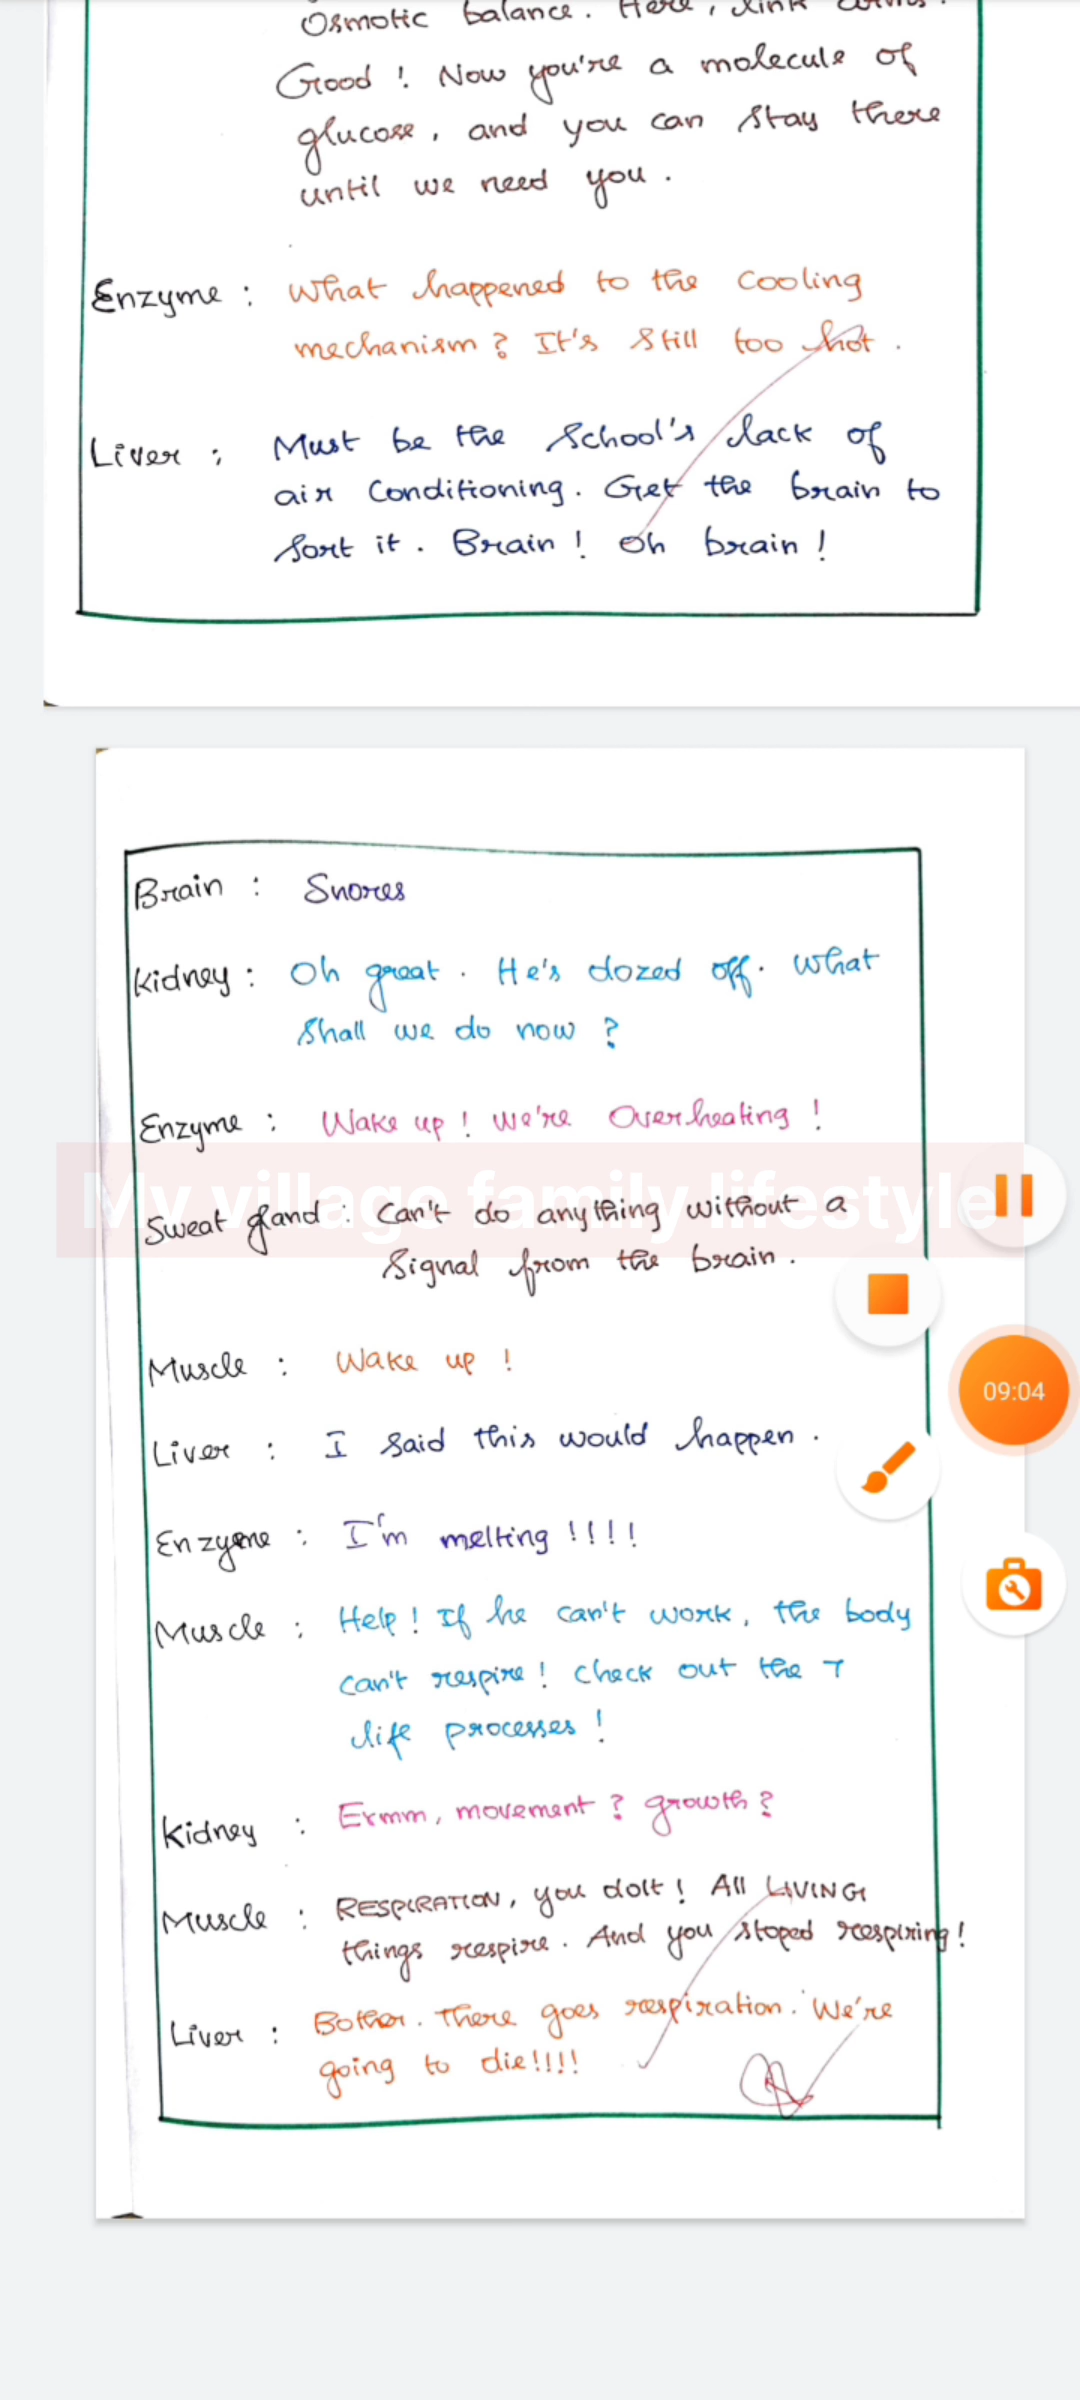 Osmotic balance. Here, link arms.
Good! Now you're a molecule of
glucose, and you can stay there
until we need you.
Enzyme: What happened to the cooling
mechanism? It's still too hot.
Liver: Must be the school's lack of
air conditioning. Get the brain to
sort it. Brain! Oh brain!
Brain: Snores
Kidney: Oh great. He's dozed off. What
shall we do now?
Enzyme: Wake up! We're Overheating!
My village family lifestyle
Sweat gland: Can't do anything without a
signal from the brain.
Muscle: Wake up!
09:04
Liver: I said this would happen.
Enzyme: I'm melting!!!!
Muscle: Help! If he can't work, the body
can't respire! Check out the 7
life processes!
Kidney: Ermm, movement? growth?
Muscle: RESPIRATION, you dolt! All LIVING
things respire. And you stoped respiring!
Liver: Bother. There goes respiration. We're
going to die!!!!